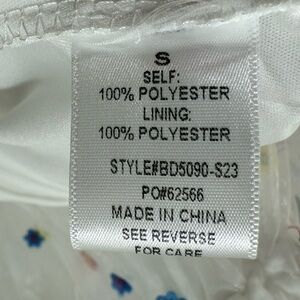 S
SELF:
100% POLYESTER
LINING:
100% POLYESTER
STYLE#BD5090-S23
PO#62566
MADE IN CHINA
SEE REVERSE
FOR CARE